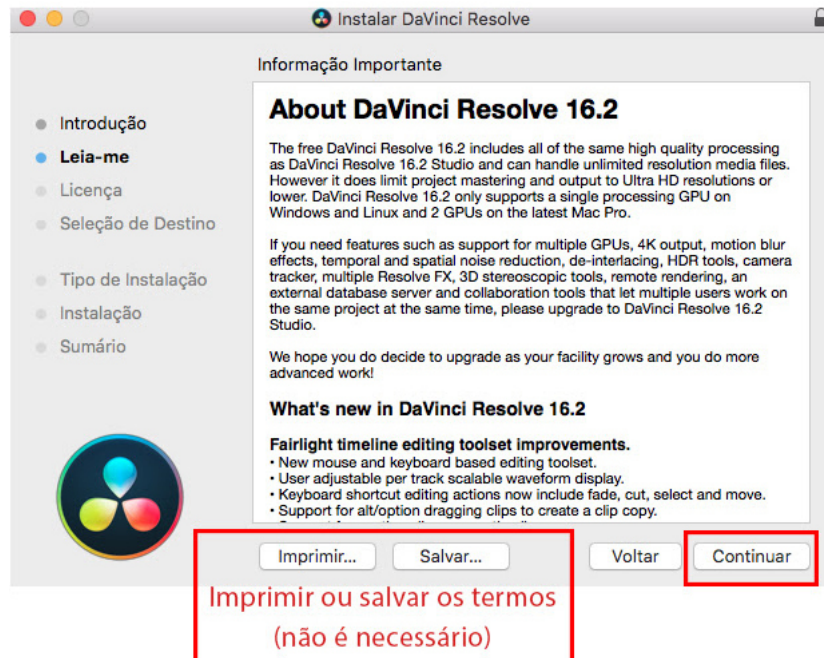 Instalar DaVinci Resolve
Informação Importante
Introdução
Leia-me
Licença
Seleção de Destino
Tipo de Instalação
Instalação
Sumário
About DaVinci Resolve 16.2
The free DaVinci Resolve 16.2 includes all of the same high quality processing
as DaVinci Resolve 16.2 Studio and can handle unlimited resolution media files.
However it does limit project mastering and output to Ultra HD resolutions or
lower. DaVinci Resolve 16.2 only supports a single processing GPU on
Windows and Linux and 2 GPUs on the latest Mac Pro.
If you need features such as support for multiple GPUs, 4K output, motion blur
effects, temporal and spatial noise reduction, de-interlacing, HDR tools, camera
tracker, multiple Resolve FX, 3D stereoscopic tools, remote rendering, an
external database server and collaboration tools that let multiple users work on
the same project at the same time, please upgrade to DaVinci Resolve 16.2
Studio.
We hope you do decide to upgrade as your facility grows and you do more
advanced work!
What's new in DaVinci Resolve 16.2
Fairlight timeline editing toolset improvements.
• New mouse and keyboard based editing toolset.
• User adjustable per track scalable waveform display.
• Keyboard shortcut editing actions now include fade, cut, select and move.
• Support for alt/option dragging clips to create a clip copy.
Imprimir...
Salvar...
Voltar
Continuar
Imprimir ou salvar os termos
(não é necessário)